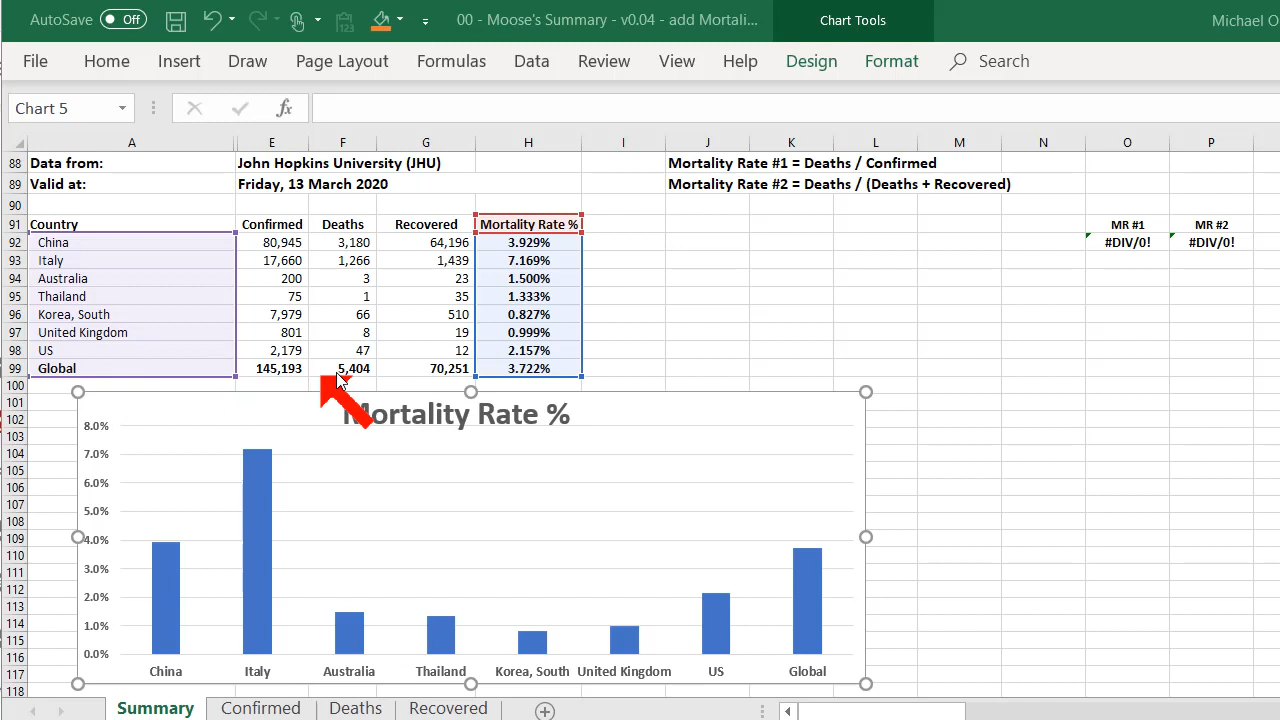 AutoSave Off 00 - Moose's Summary - v0.04 - add Mortali... Chart Tools Michael O
File Home Insert Draw Page Layout Formulas Data Review View Help Design Format Search
Chart 5 fx
A E F G H I J K L M N O P
88 Data from: John Hopkins University (JHU) Mortality Rate #1 = Deaths / Confirmed
89 Valid at: Friday, 13 March 2020 Mortality Rate #2 = Deaths / (Deaths + Recovered)
90
91 Country Confirmed Deaths Recovered Mortality Rate % MR #1 MR #2
92 China 80,945 3,180 64,196 3.929% #DIV/0! #DIV/0!
93 Italy 17,660 1,266 1,439 7.169%
94 Australia 200 3 23 1.500%
95 Thailand 75 1 35 1.333%
96 Korea, South 7,979 66 510 0.827%
97 United Kingdom 801 8 19 0.999%
98 US 2,179 47 12 2.157%
99 Global 145,193 5,404 70,251 3.722%
100
101
102
103
104
105
106
107
108
109
110
111
112
113
114
115
116
117
118
Mortality Rate %
8.0%
7.0%
6.0%
5.0%
4.0%
3.0%
2.0%
1.0%
0.0%
China Italy Australia Thailand Korea, South United Kingdom US Global
Summary Confirmed Deaths Recovered